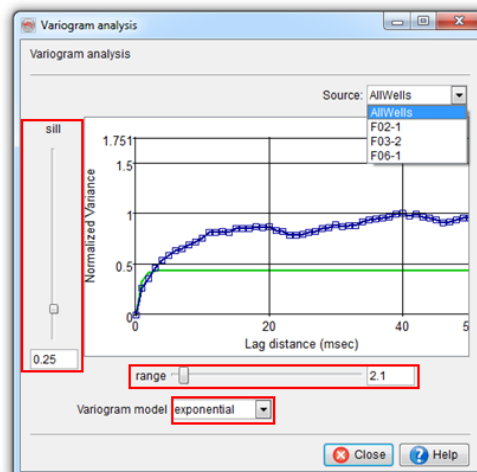 Variogram analysis
Variogram analysis
Source: AllWells
AllWells
F02-1
F03-2
F06-1
sill
1.751
1.5
1
0.5
0
Normalized Variance
0 20 40 5
Lag distance (msec)
0.25
range 2.1
Variogram model exponential
Close Help